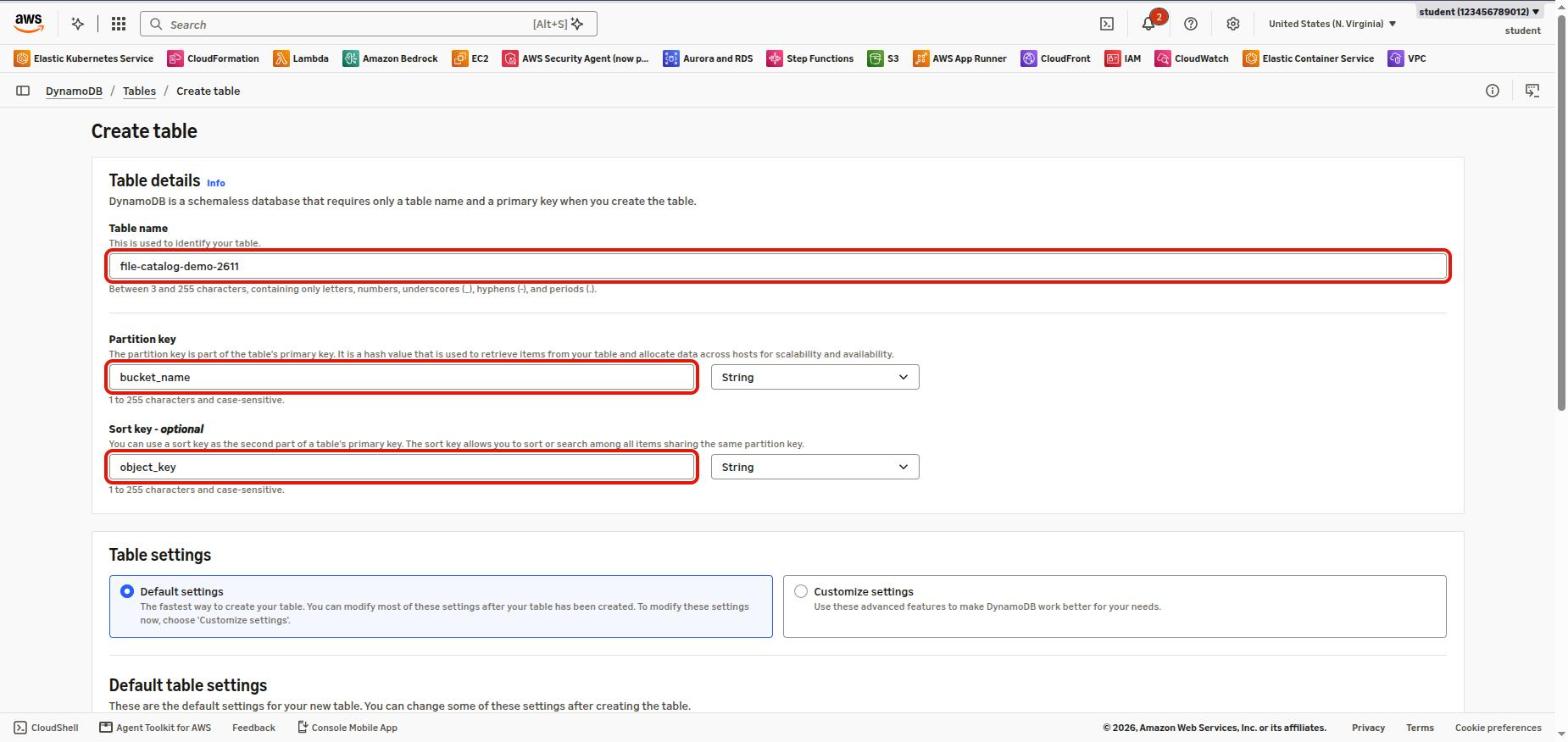 aws
Search [Alt+S]
2
United States (N. Virginia)
student (123456789012)
student
Elastic Kubernetes Service CloudFormation Lambda Amazon Bedrock EC2 AWS Security Agent (now p... Aurora and RDS Step Functions S3 AWS App Runner CloudFront IAM CloudWatch Elastic Container Service VPC
DynamoDB / Tables / Create table
Create table
Table details Info
DynamoDB is a schemaless database that requires only a table name and a primary key when you create the table.
Table name
This is used to identify your table.
file-catalog-demo-2611
Between 3 and 255 characters, containing only letters, numbers, underscores (_), hyphens (-), and periods (.).
Partition key
The partition key is part of the table's primary key. It is a hash value that is used to retrieve items from your table and allocate data across hosts for scalability and availability.
bucket_name String
1 to 255 characters and case-sensitive.
Sort key - optional
You can use a sort key as the second part of a table's primary key. The sort key allows you to sort or search among all items sharing the same partition key.
object_key String
1 to 255 characters and case-sensitive.
Table settings
Default settings
The fastest way to create your table. You can modify most of these settings after your table has been created. To modify these settings
now, choose 'Customize settings'.
Customize settings
Use these advanced features to make DynamoDB work better for your needs.
Default table settings
These are the default settings for your new table. You can change some of these settings after creating the table.
CloudShell Agent Toolkit for AWS Feedback Console Mobile App © 2026, Amazon Web Services, Inc. or its affiliates. Privacy Terms Cookie preferences